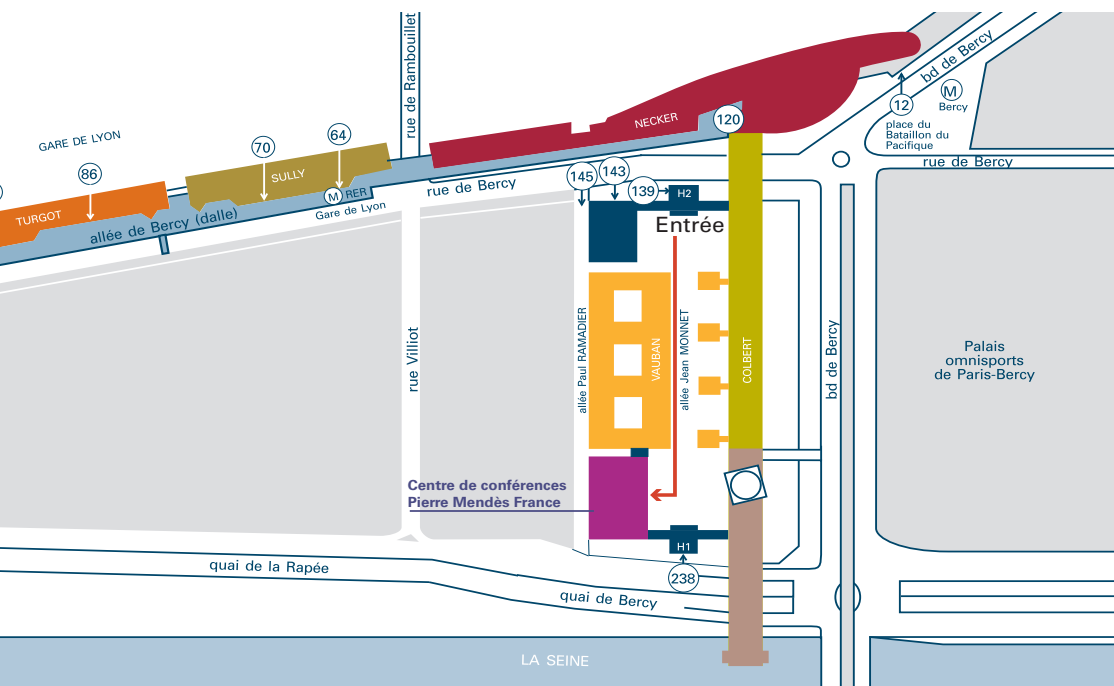 GARE DE LYON
rue de Rambouillet
86
70
64
TURGOT
SULLY
M
RER
Gare de Lyon
allée de Bercy (dalle)
NECKER
120
12
bd de Bercy
M
Bercy
place du
Bataillon du
Pacifique
rue de Bercy
rue de Bercy
145
143
139
H2
Entrée
rue Villiot
allée Paul RAMADIER
VAUBAN
allée Jean MONNET
COLBERT
bd de Bercy
Palais
omnisports
de Paris-Bercy
Centre de conférences
Pierre Mendès France
H1
238
quai de la Rapée
quai de Bercy
LA SEINE